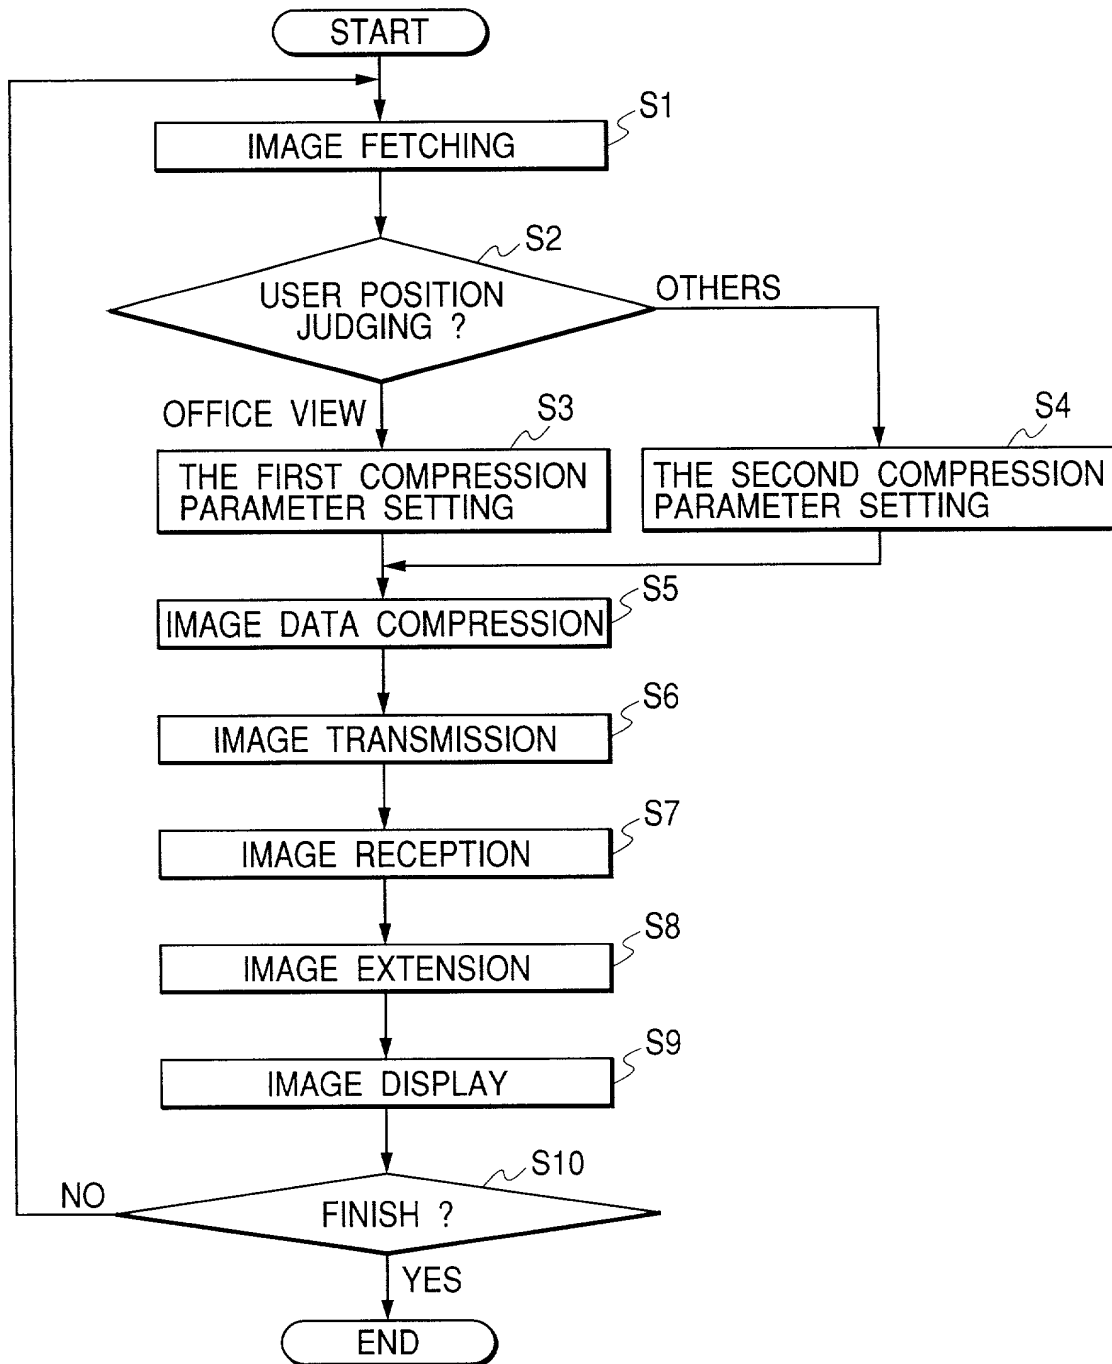 START
S1
IMAGE FETCHING
S2
USER POSITION
JUDGING ?
OTHERS
OFFICE VIEW
S3
THE FIRST COMPRESSION
PARAMETER SETTING
S4
THE SECOND COMPRESSION
PARAMETER SETTING
S5
IMAGE DATA COMPRESSION
S6
IMAGE TRANSMISSION
S7
IMAGE RECEPTION
S8
IMAGE EXTENSION
S9
IMAGE DISPLAY
S10
FINISH ?
NO
YES
END